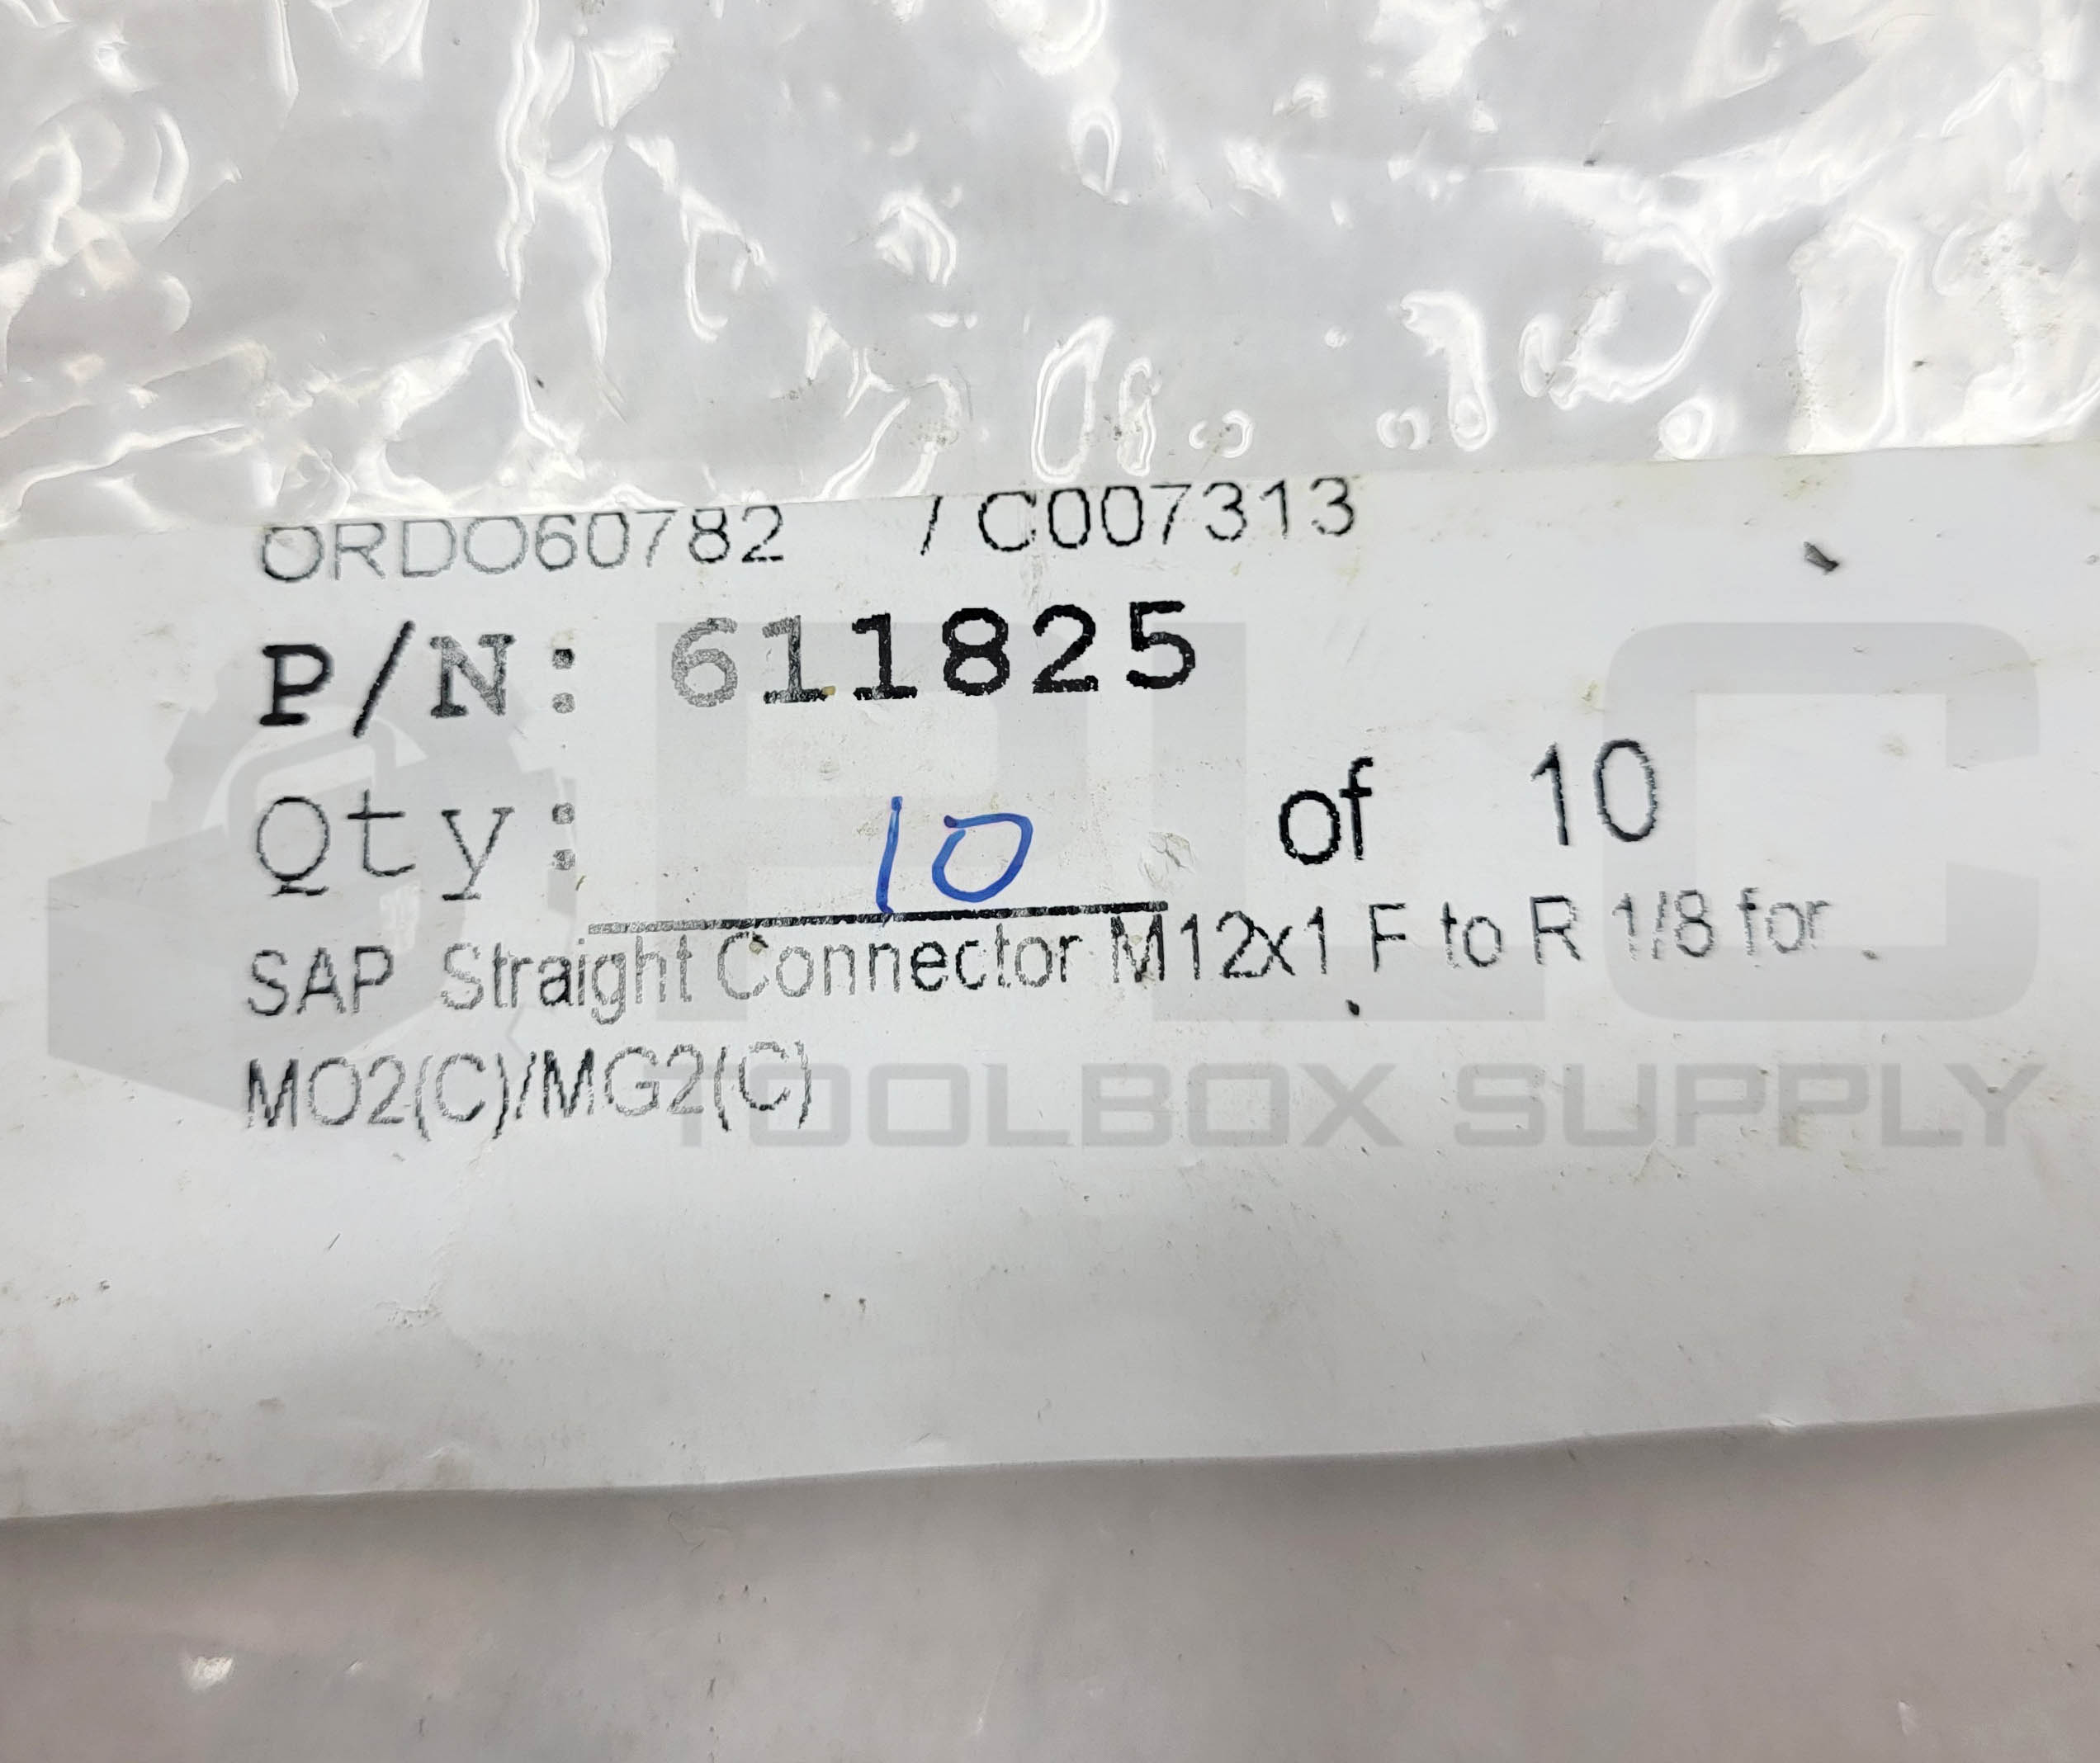 ORDO60782 / C007313
P/N: 611825
Qty: 10 of 10
SAP Straight Connector M12x1 F to R 1/8 for
MO2(C)/MG2(C)
PLC
TOOLBOX SUPPLY